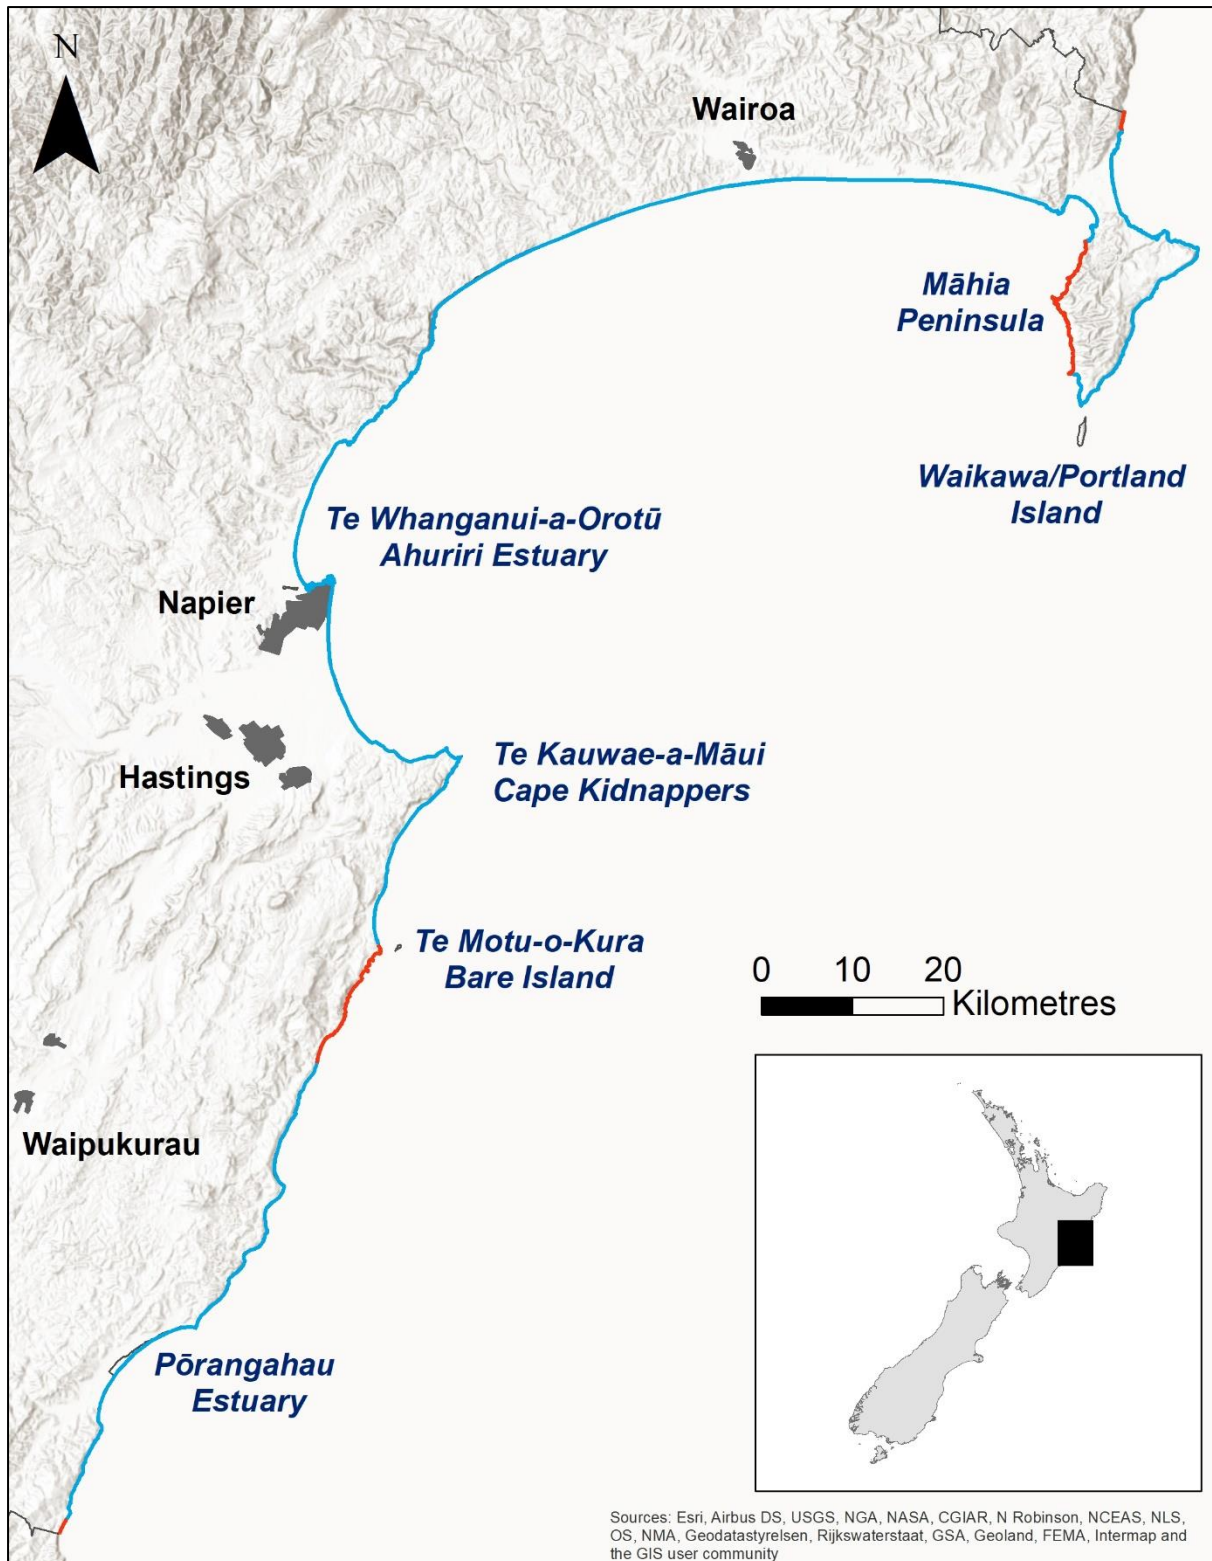 N
Wairoa
Māhia
Peninsula
Waikawa/Portland
Island
Te Whanganui-a-Orotū
Ahuriri Estuary
Napier
Te Kauwae-a-Māui
Cape Kidnappers
Hastings
Te Motu-o-Kura
Bare Island
0 10 20
Kilometres
Waipukurau
Pōrangahau
Estuary
Sources: Esri, Airbus DS, USGS, NGA, NASA, CGIAR, N Robinson, NCEAS, NLS,
OS, NMA, Geodatastyrelsen, Rijkswaterstaat, GSA, Geoland, FEMA, Intermap and
the GIS user community